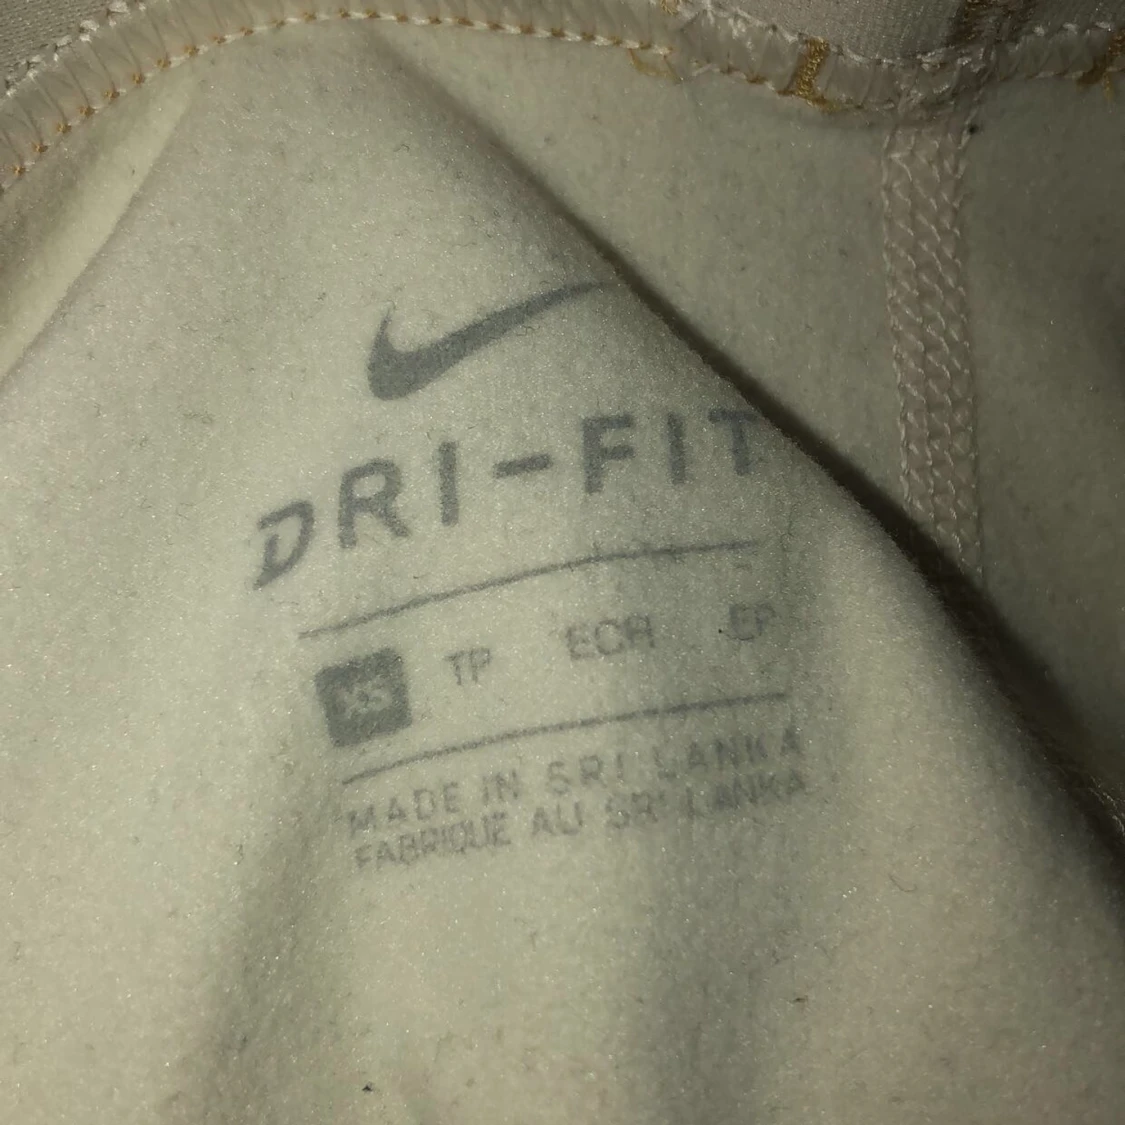 DRI-FIT
XS TP ECH EP
MADE IN SRI LANKA
FABRIQUE AU SRI LANKA